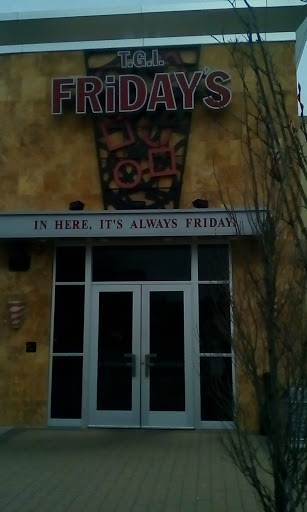 T.G.I.
FRiDAY'S
IN HERE, IT'S ALWAYS FRIDAY.